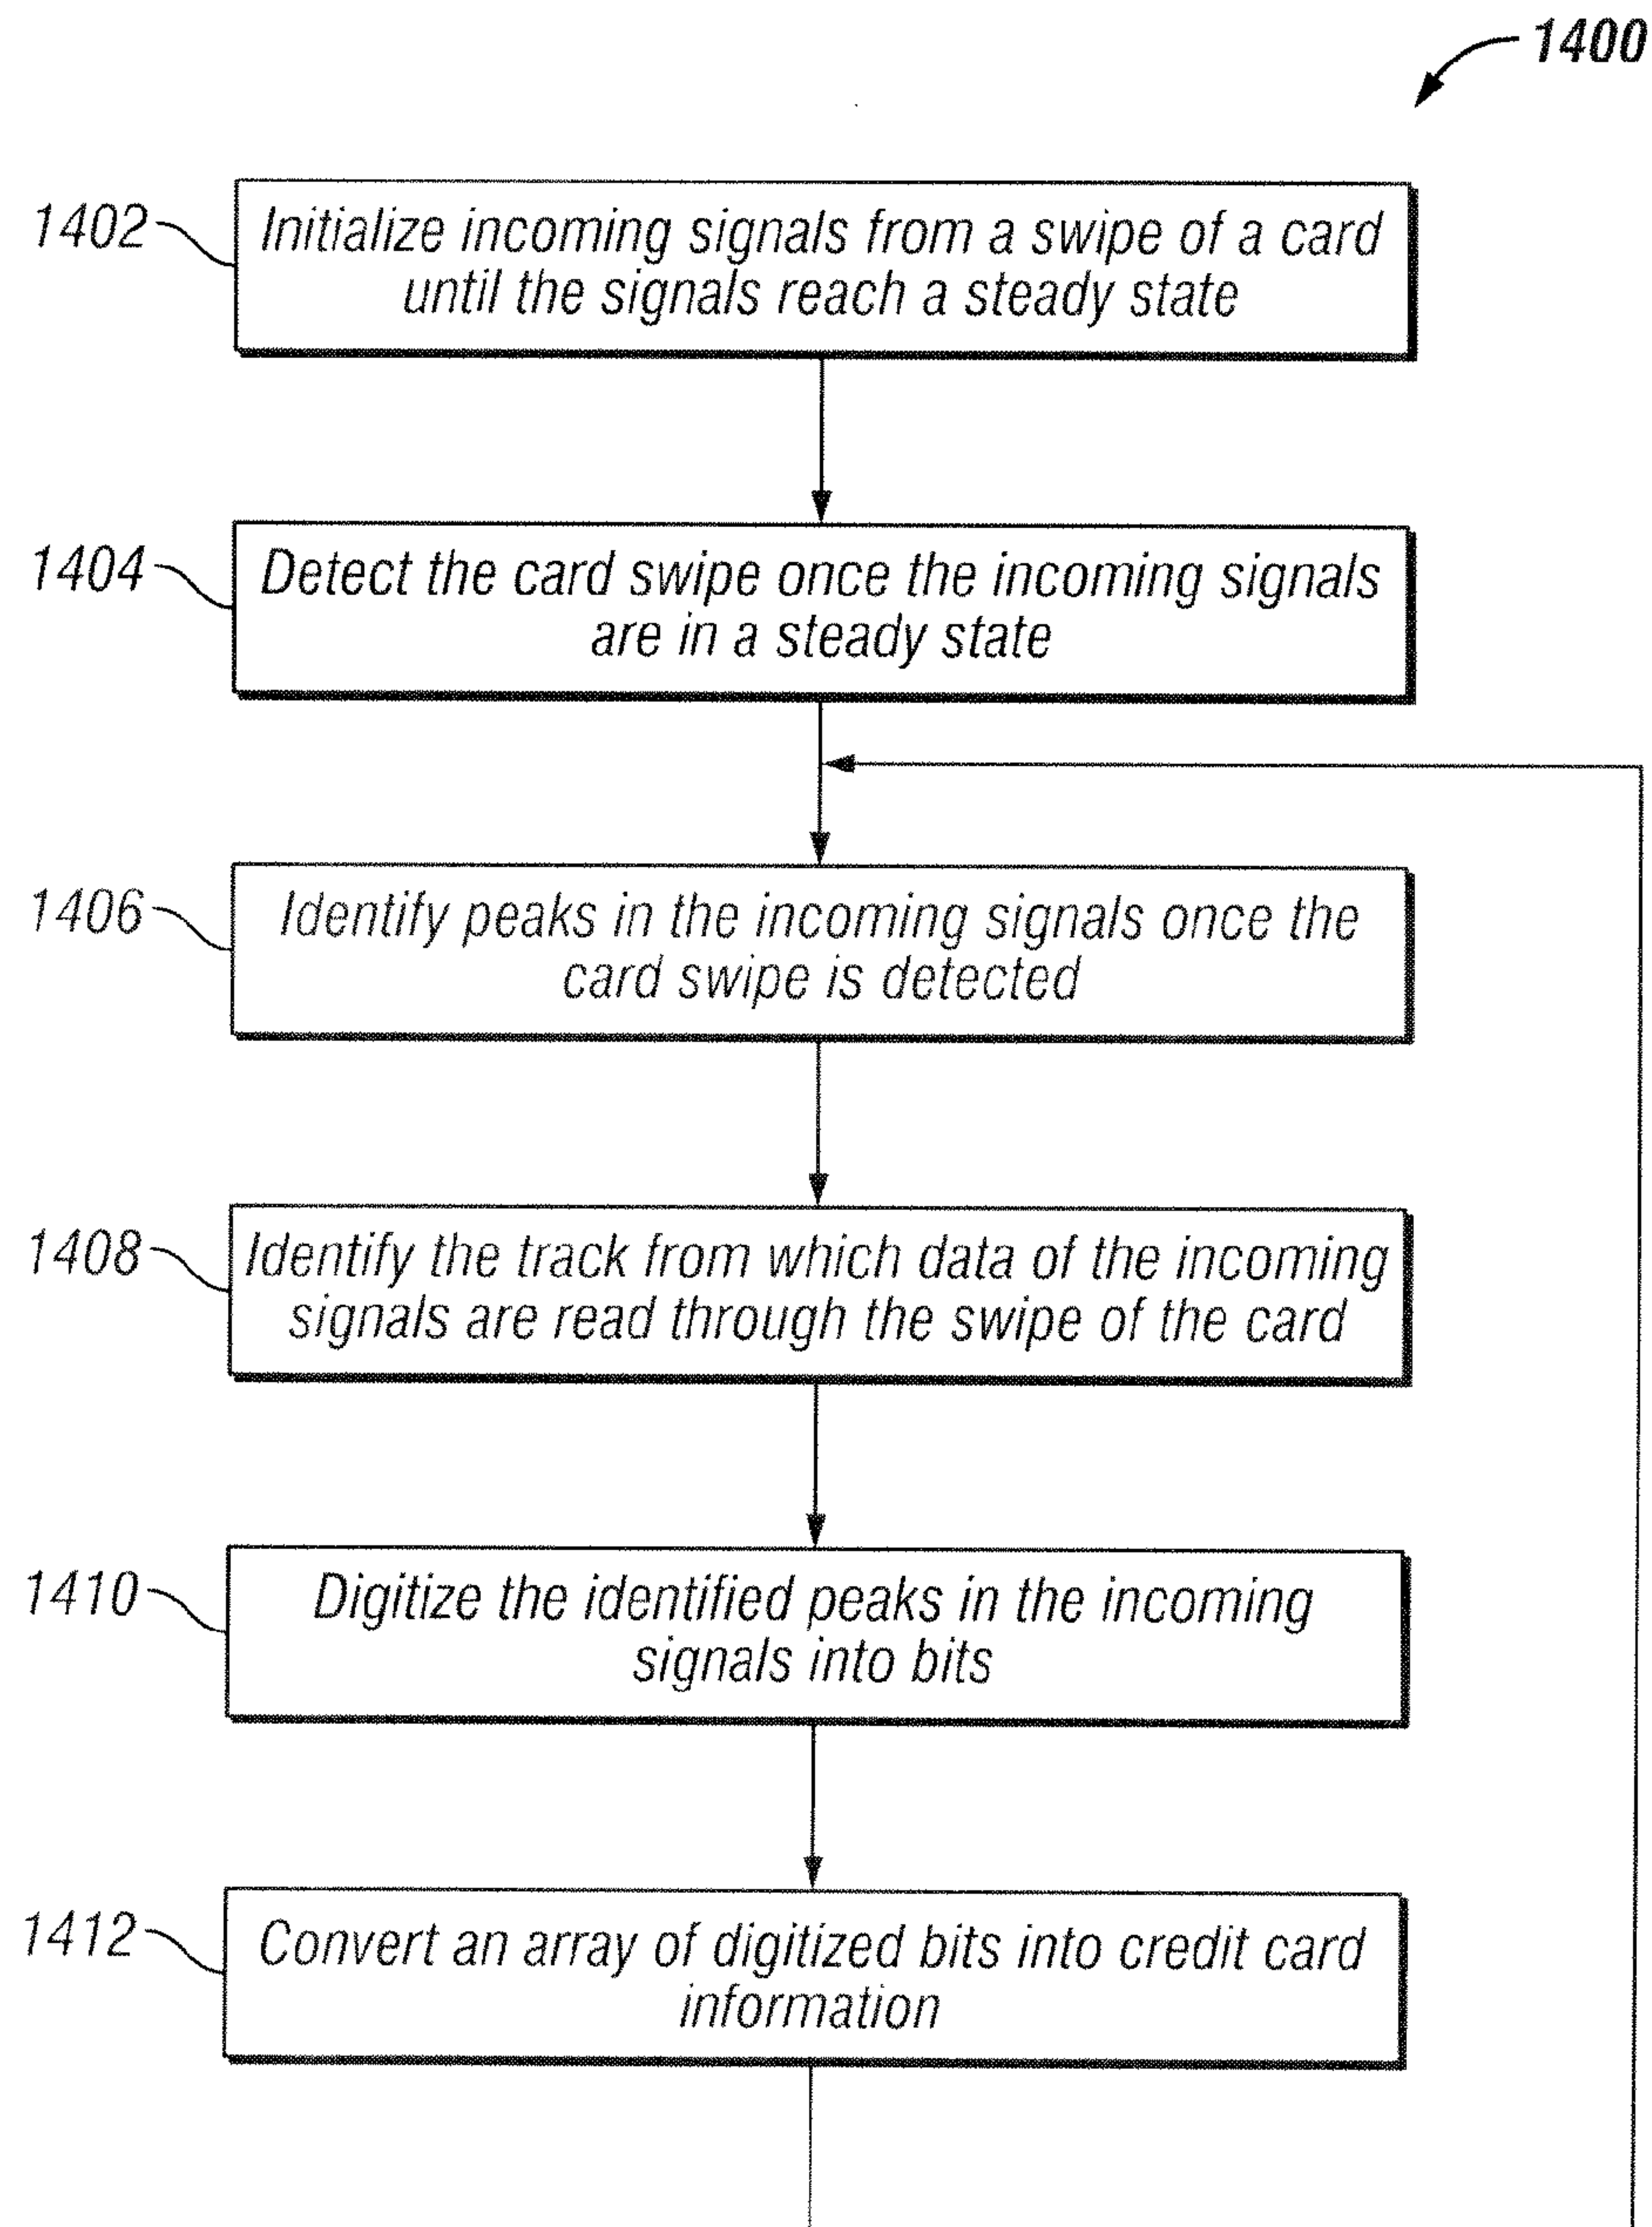 1400
1402
Initialize incoming signals from a swipe of a card
until the signals reach a steady state
1404
Detect the card swipe once the incoming signals
are in a steady state
1406
Identify peaks in the incoming signals once the
card swipe is detected
1408
Identify the track from which data of the incoming
signals are read through the swipe of the card
1410
Digitize the identified peaks in the incoming
signals into bits
1412
Convert an array of digitized bits into credit card
information